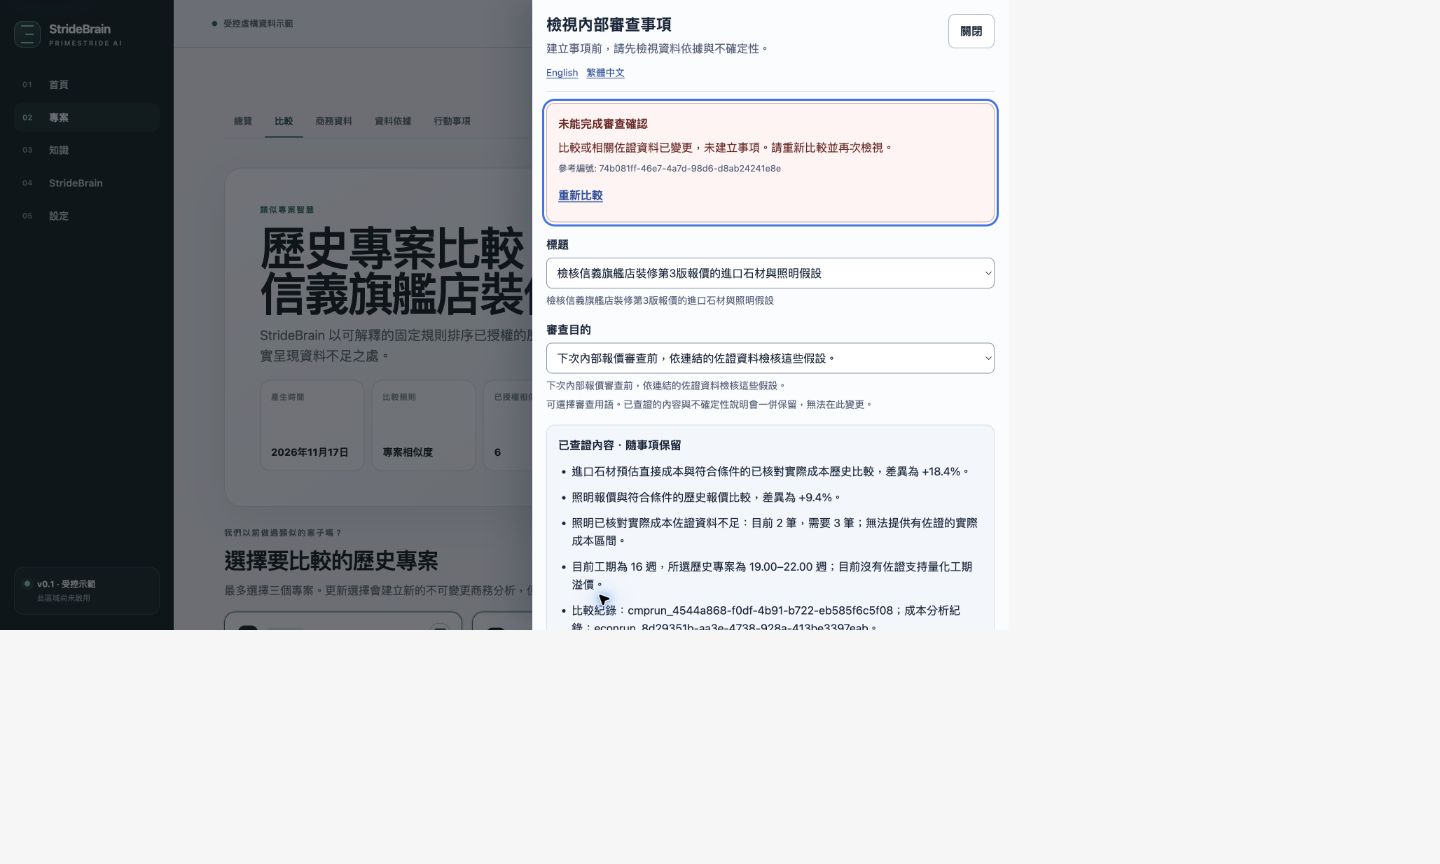 StrideBrain
PRIMESTRIDE AI
01 首頁
02 專案
03 知識
04 StrideBrain
05 設定
v0.1 · 受控示範
此區域尚未啟用
受控虛構資料示範
總覽 比較 商務資料 資料依據 行動事項
類似專案智慧
歷史專案比較
信義旗艦店裝
StrideBrain 以可解釋的固定規則排序已授權的
實呈現資料不足之處。
產生時間
2026年11月17日
比較規則
專案相似度
已授權相
6
我們以前做過類似的案子嗎？
選擇要比較的歷史專案
最多選擇三個專案。更新選擇會建立新的不可變更商務分析，
檢視內部審查事項
關閉
建立事項前，請先檢視資料依據與不確定性。
English 繁體中文
未能完成審查確認
比較或相關佐證資料已變更，未建立事項。請重新比較並再次檢視。
參考編號: 74b081ff-46e7-4a7d-98d6-d8ab24241e8e
重新比較
標題
檢核信義旗艦店裝修第3版報價的進口石材與照明假設
檢核信義旗艦店裝修第3版報價的進口石材與照明假設
審查目的
下次內部報價審查前，依連結的佐證資料檢核這些假設。
下次內部報價審查前，依連結的佐證資料檢核這些假設。
可選擇審查用語。已查證的內容與不確定性說明會一併保留，無法在此變更。
已查證內容 · 隨事項保留
• 進口石材預估直接成本與符合條件的已核對實際成本歷史比較，差異為 +18.4%。
• 照明報價與符合條件的歷史報價比較，差異為 +9.4%。
• 照明已核對實際成本佐證資料不足：目前 2 筆，需要 3 筆；無法提供有佐證的實際
成本區間。
• 目前工期為 16 週，所選歷史專案為 19.00–22.00 週；目前沒有佐證支持量化工期
溢價。
• 比較紀錄：cmprun_4544a868-f0df-4b91-b722-eb585f6c5f08；成本分析紀
錄：econrun_8d29351b-aa3e-4738-928a-413be3397eab。